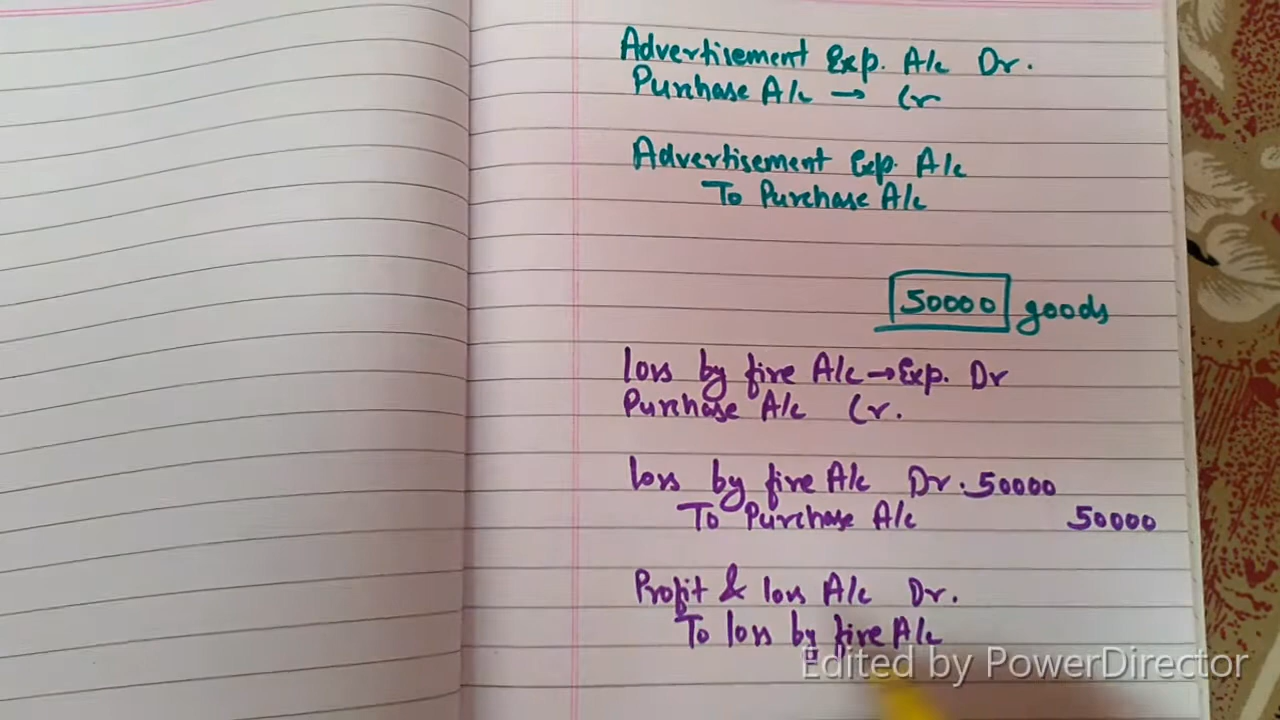 Advertisement Exp. A/c Dr.
Purchase A/c → Cr
Advertisement Exp. A/c
To Purchase A/c
50000 goods
loss by fire A/c → Exp. Dr
Purchase A/c Cr.
loss by fire A/c Dr. 50000
To Purchase A/c 50000
Profit & loss A/c Dr.
To loss by fire A/c
Edited by PowerDirector